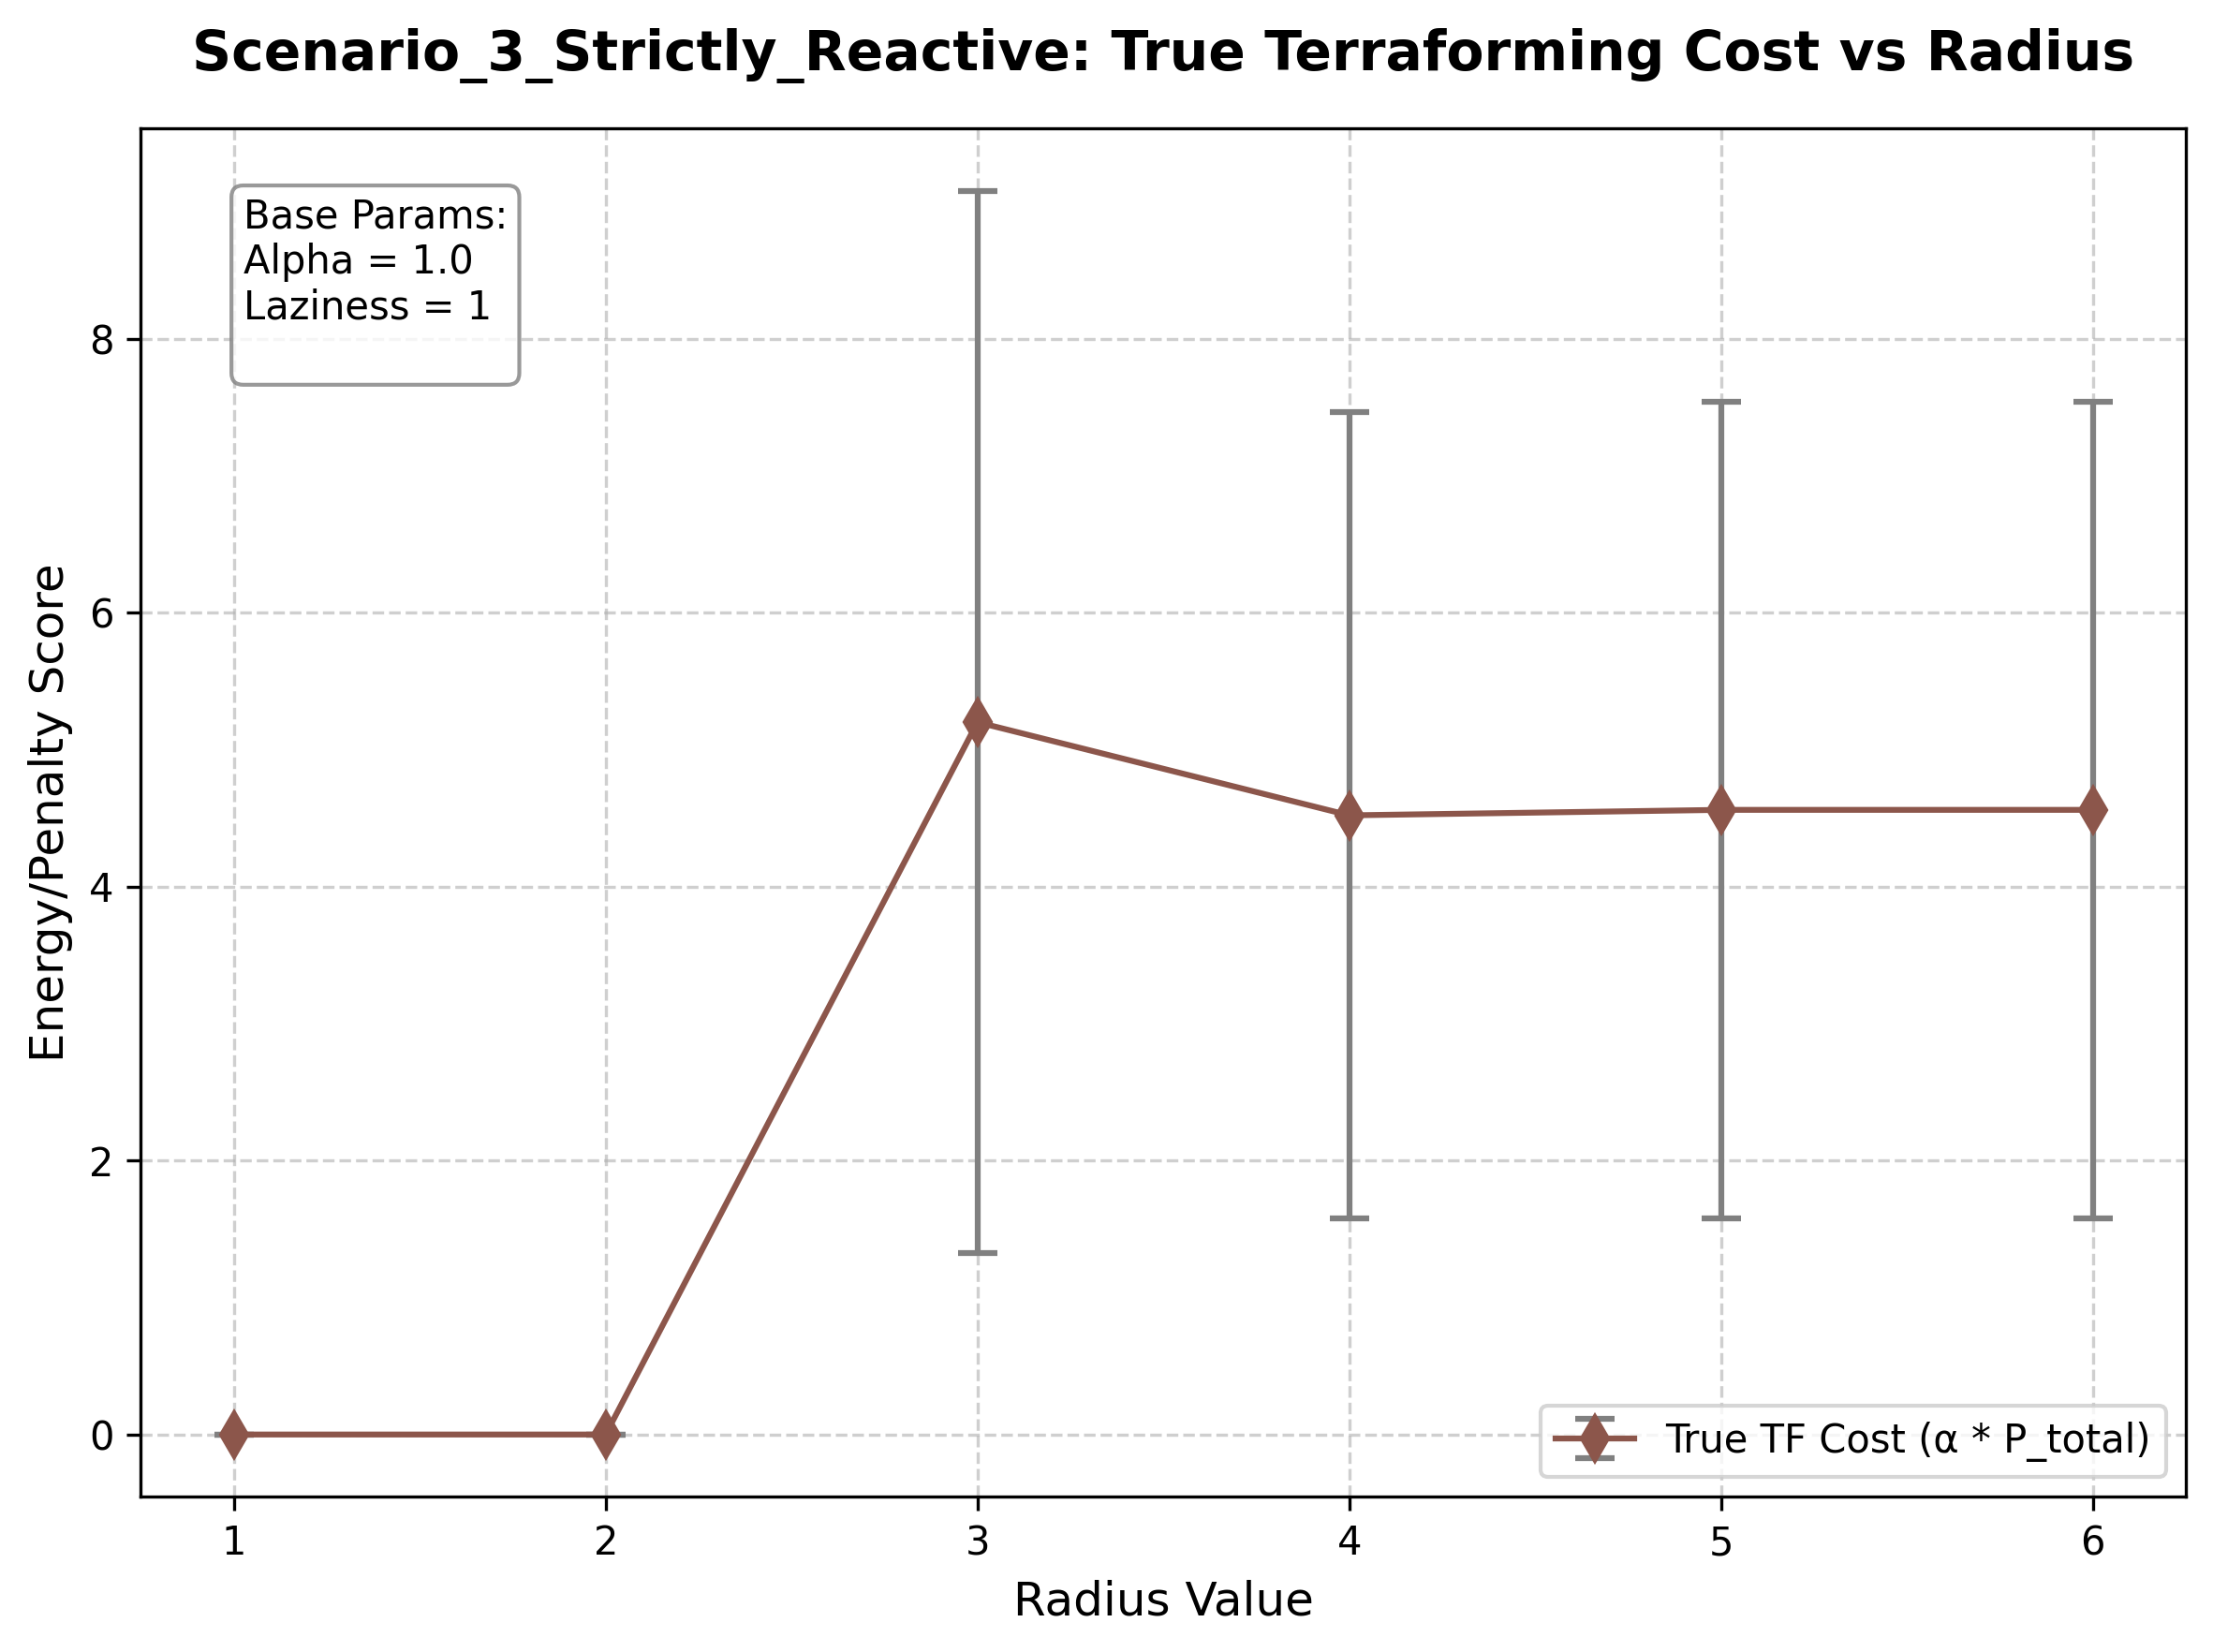 Scenario_3_Strictly_Reactive: True Terraforming Cost vs Radius
Base Params:
Alpha = 1.0
Laziness = 1
Energy/Penalty Score
8
6
4
2
0
True TF Cost (α * P_total)
1 2 3 4 5 6
Radius Value